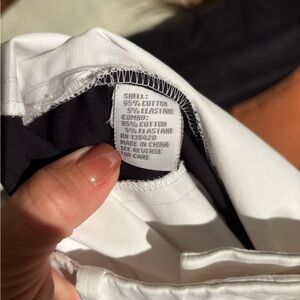 SHELL:
95% COTTON
5% ELASTANE
COMBO:
95% COTTON
5% ELASTANE
RN 138420
MADE IN CHINA
SEE REVERSE
FOR CARE